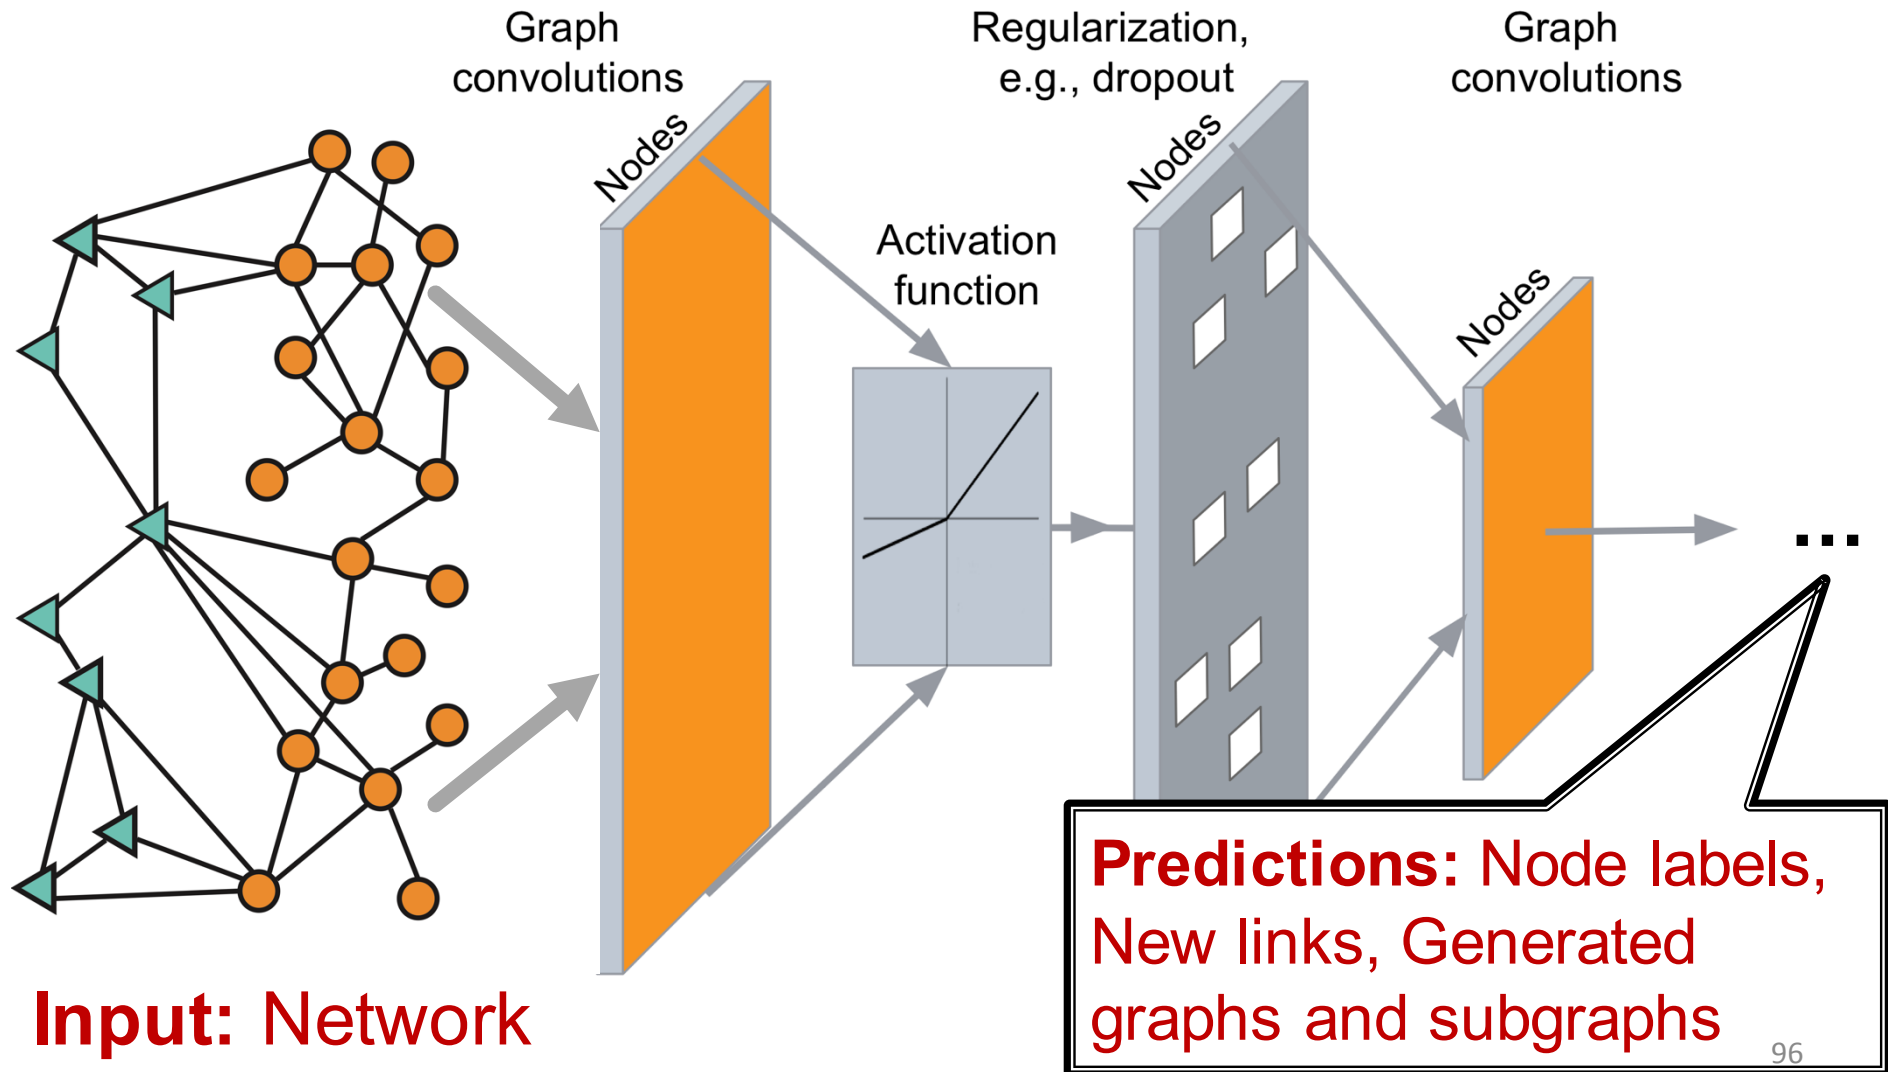 Graph
convolutions
Regularization,
e.g., dropout
Graph
convolutions
Nodes
Nodes
Activation
function
Nodes
...
Predictions: Node labels,
New links, Generated
graphs and subgraphs
Input: Network
96